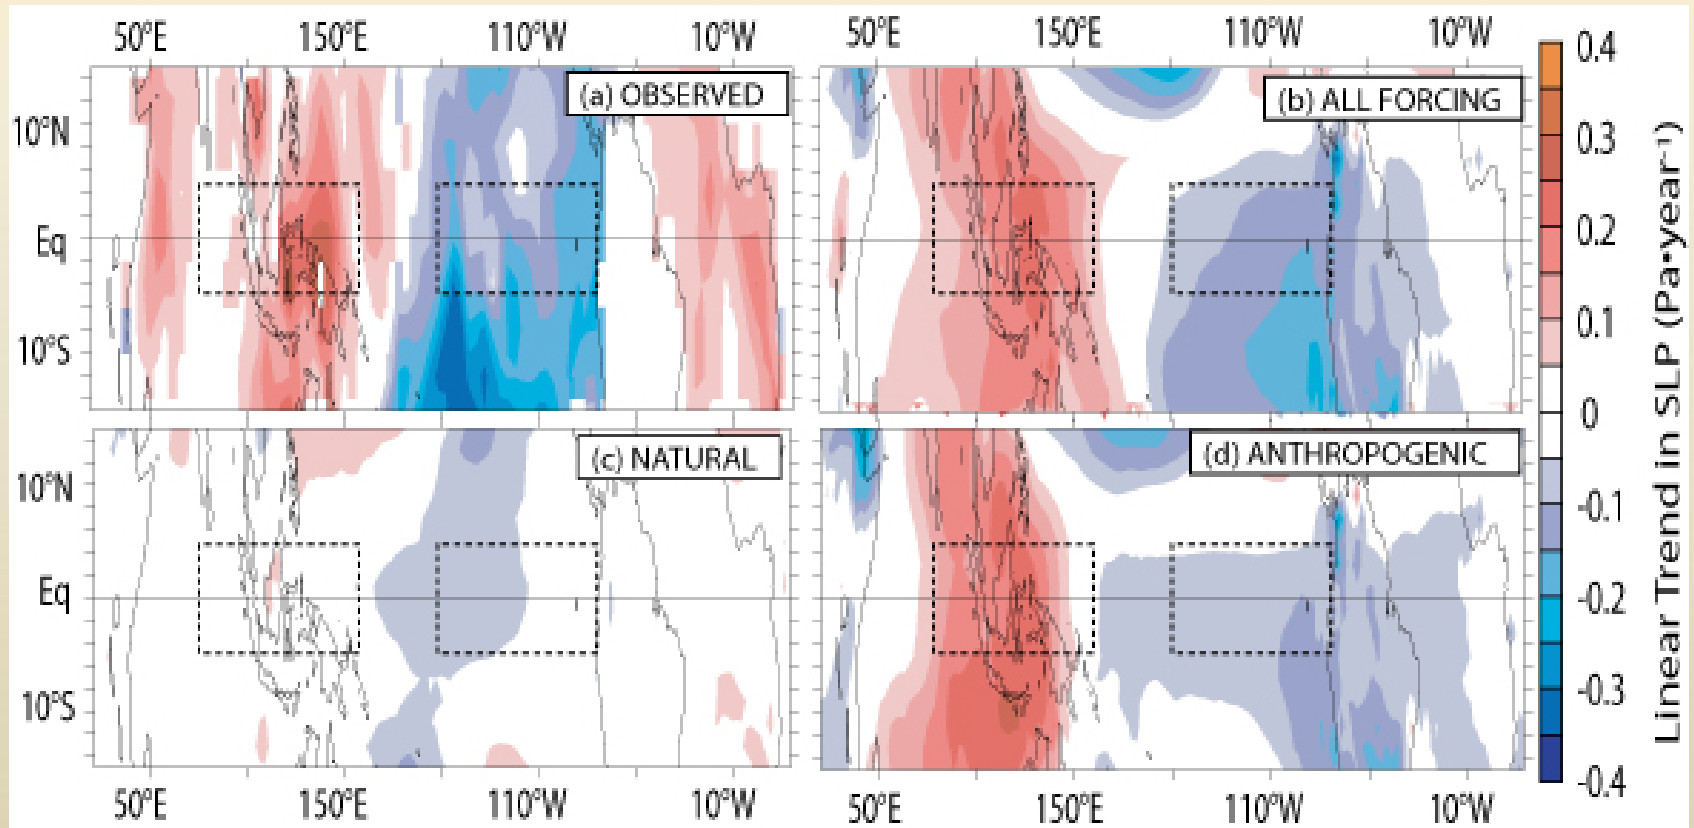 50°E 150°E 110°W 10°W 50°E 150°E 110°W 10°W
(a) OBSERVED
(b) ALL FORCING
10°N
Eq
10°S
(c) NATURAL
(d) ANTHROPOGENIC
10°N
Eq
10°S
50°E 150°E 110°W 10°W 50°E 150°E 110°W 10°W
0.4
0.3
0.2
0.1
0
-0.1
-0.2
-0.3
-0.4
Linear Trend in SLP (Pa•year⁻¹)